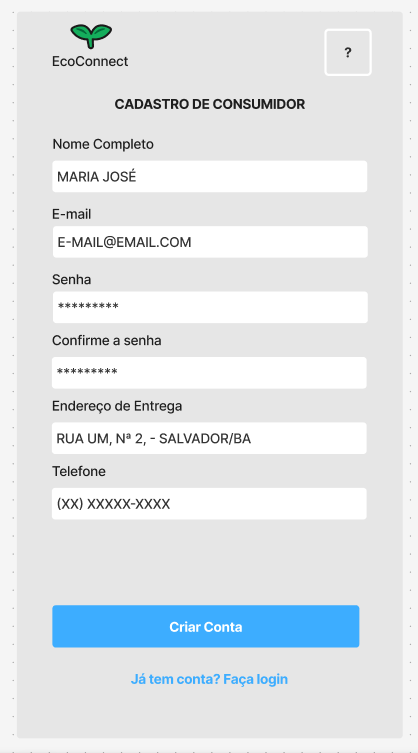 EcoConnect
?
CADASTRO DE CONSUMIDOR
Nome Completo
MARIA JOSÉ
E-mail
E-MAIL@EMAIL.COM
Senha
*********
Confirme a senha
*********
Endereço de Entrega
RUA UM, Nª 2, - SALVADOR/BA
Telefone
(XX) XXXXX-XXXX
Criar Conta
Já tem conta? Faça login